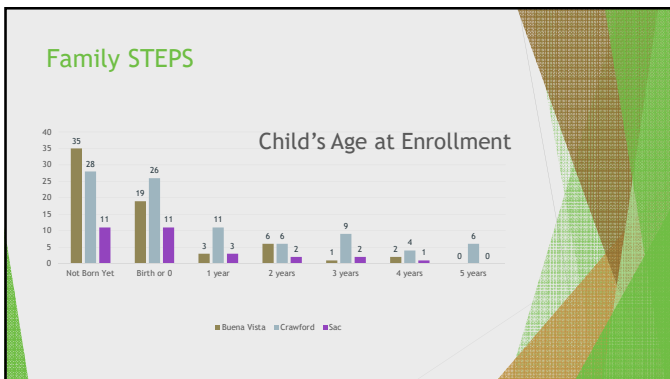 Family STEPS
Child's Age at Enrollment
40
35
30
25
20
15
10
5
0
35 28 11
19 26 11
3 11 3
6 6 2
1 9 2
2 4 1
0 6 0
Not Born Yet Birth or 0 1 year 2 years 3 years 4 years 5 years
Buena Vista Crawford Sac